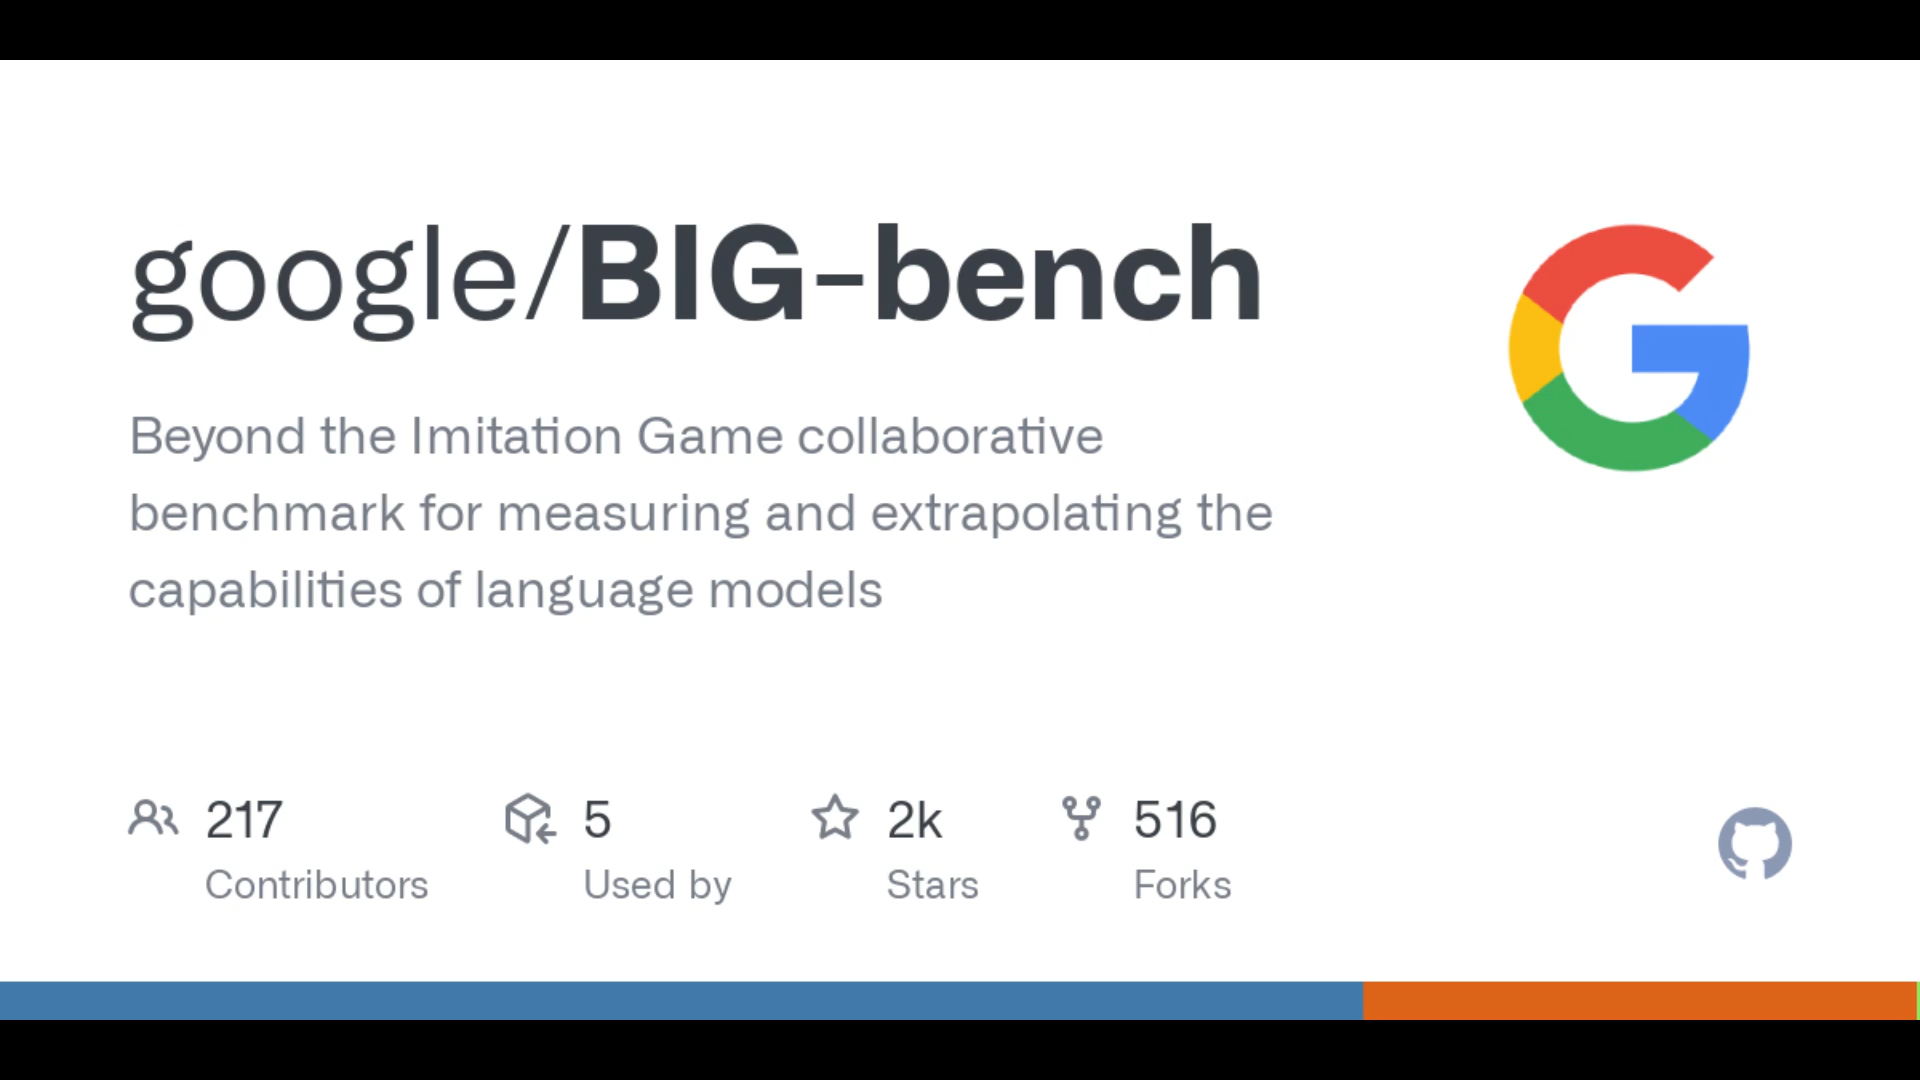 google/BIG-bench
Beyond the Imitation Game collaborative
benchmark for measuring and extrapolating the
capabilities of language models
217 5 2k 516
Contributors Used by Stars Forks